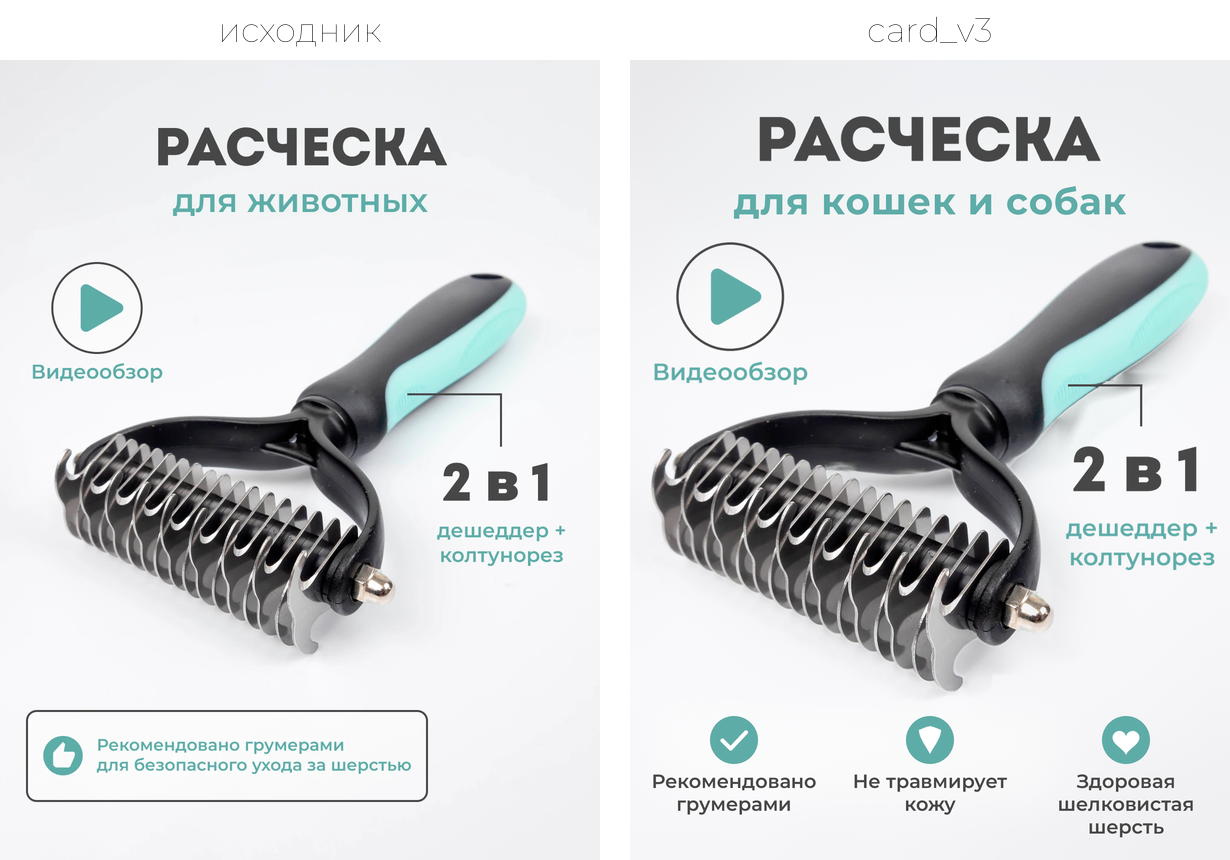 исходник
card_v3
РАСЧЕСКА
для животных
Видеообзор
2 в 1
дешеддер +
колтунорез
Рекомендовано грумерами
для безопасного ухода за шерстью
РАСЧЕСКА
для кошек и собак
Видеообзор
2 в 1
дешеддер +
колтунорез
Рекомендовано
грумерами
Не травмирует
кожу
Здоровая
шелковистая
шерсть